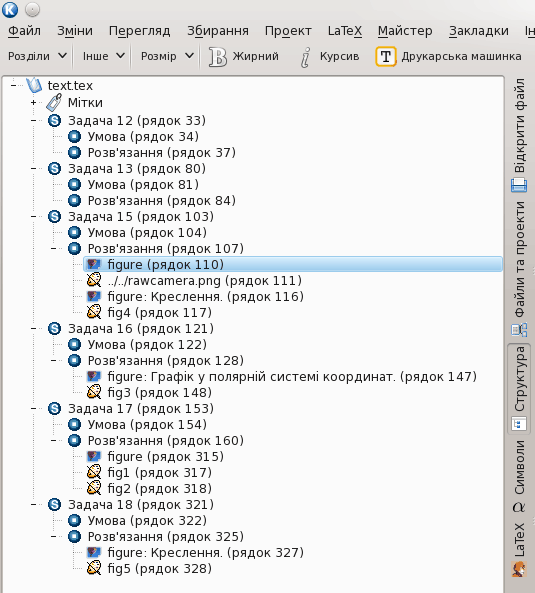 Файл Зміни Перегляд Збирання Проект LaTeX Майстер Закладки
Розділи Інше Розмір B Жирний i Курсив T Друкарська машинка
text.tex
Мітки
S Задача 12 (рядок 33)
Умова (рядок 34)
Розв'язання (рядок 37)
S Задача 13 (рядок 80)
Умова (рядок 81)
Розв'язання (рядок 84)
S Задача 15 (рядок 103)
Умова (рядок 104)
Розв'язання (рядок 107)
figure (рядок 110)
../../rawcamera.png (рядок 111)
figure: Креслення. (рядок 116)
fig4 (рядок 117)
S Задача 16 (рядок 121)
Умова (рядок 122)
Розв'язання (рядок 128)
figure: Графік у полярній системі координат. (рядок 147)
fig3 (рядок 148)
S Задача 17 (рядок 153)
Умова (рядок 154)
Розв'язання (рядок 160)
figure (рядок 315)
fig1 (рядок 317)
fig2 (рядок 318)
S Задача 18 (рядок 321)
Умова (рядок 322)
Розв'язання (рядок 325)
figure: Креслення. (рядок 327)
fig5 (рядок 328)
Відкрити файл
Файли та проекти
Структура
α Символи
LaTeX